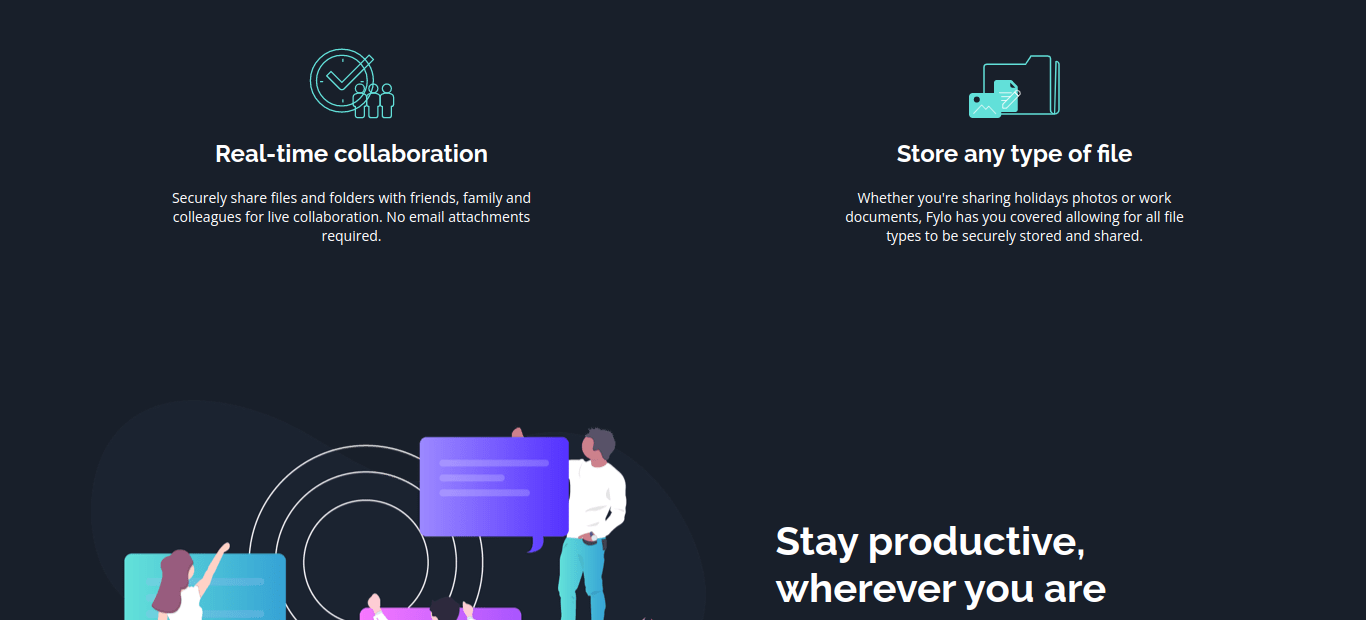 Real-time collaboration
Securely share files and folders with friends, family and
colleagues for live collaboration. No email attachments
required.
Store any type of file
Whether you're sharing holidays photos or work
documents, Fylo has you covered allowing for all file
types to be securely stored and shared.
Stay productive,
wherever you are